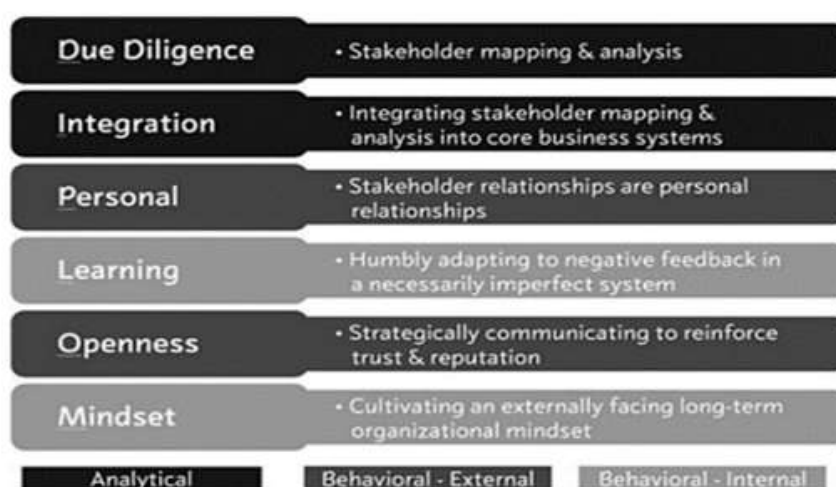 Due Diligence
• Stakeholder mapping & analysis
Integration
• Integrating stakeholder mapping &
analysis into core business systems
Personal
• Stakeholder relationships are personal
relationships
Learning
• Humbly adapting to negative feedback in
a necessarily imperfect system
Openness
• Strategically communicating to reinforce
trust & reputation
Mindset
• Cultivating an externally facing long-term
organizational mindset
Analytical
Behavioral - External
Behavioral - Internal